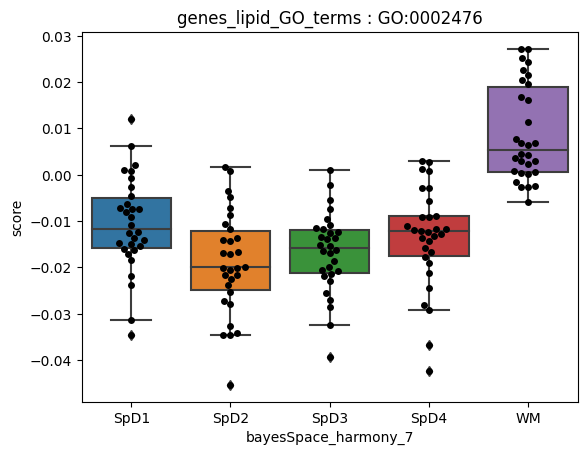 genes_lipid_GO_terms : GO:0002476
0.03
0.02
0.01
0.00
−0.01
−0.02
−0.03
−0.04
score
SpD1 SpD2 SpD3 SpD4 WM
bayesSpace_harmony_7